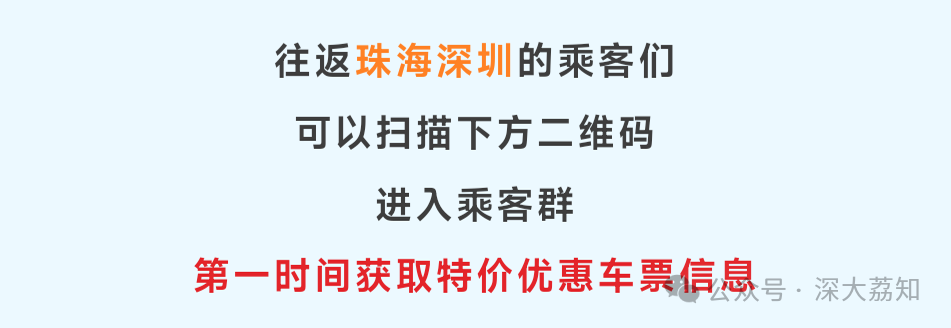 往返珠海深圳的乘客们
可以扫描下方二维码
进入乘客群
第一时间获取特价优惠车票信息
公众号 · 深大荔知